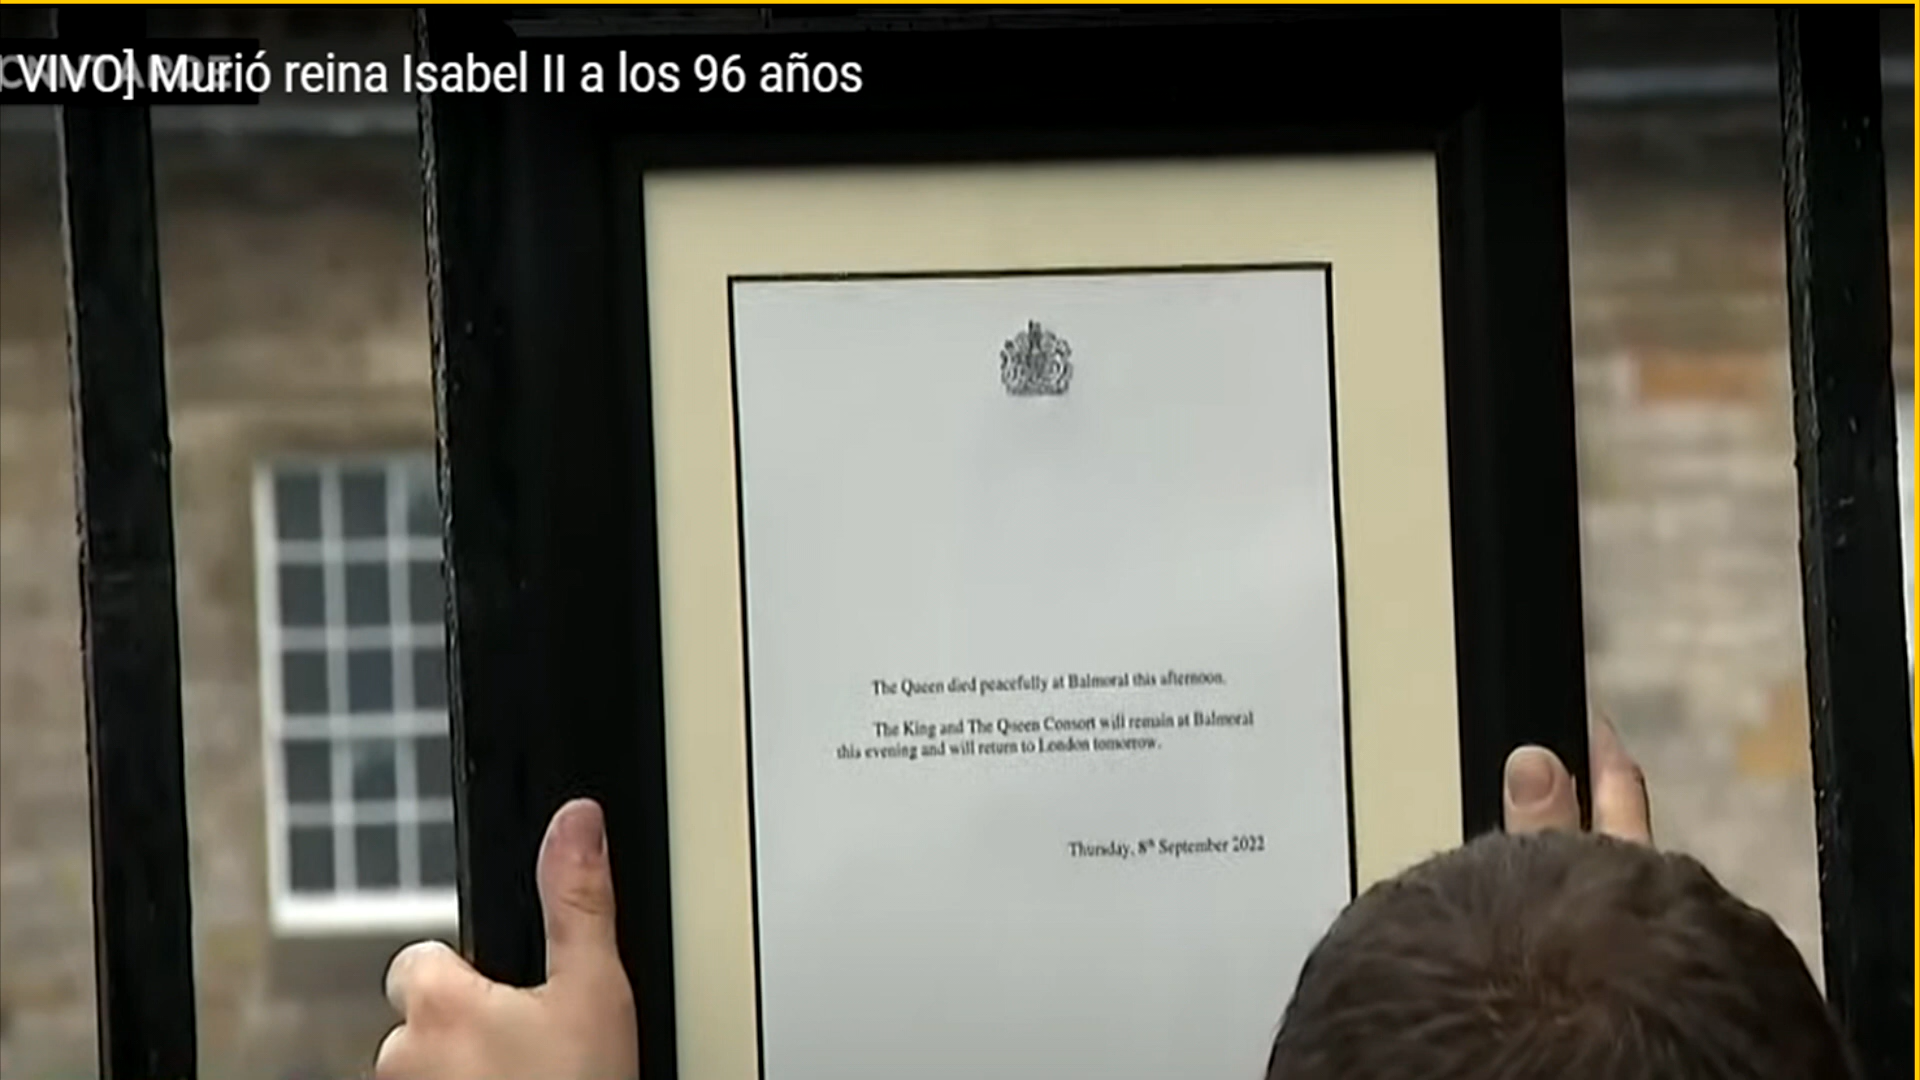 VIVO] Murió reina Isabel II a los 96 años
The Queen died peacefully at Balmoral this afternoon.
The King and The Queen Consort will remain at Balmoral
this evening and will return to London tomorrow.
Thursday, 8th September 2022